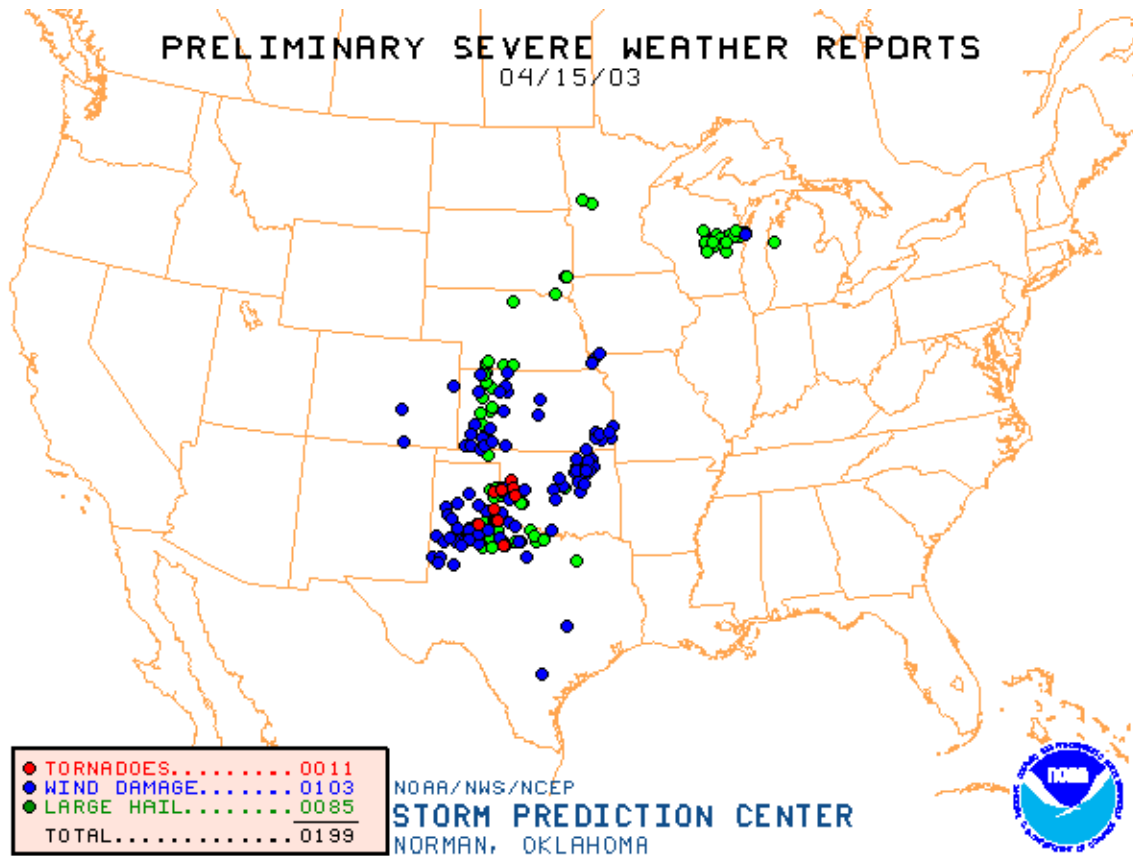 PRELIMINARY SEVERE WEATHER REPORTS
04/15/03
TORNADOES.......... 0011
WIND DAMAGE....... 0103
LARGE HAIL......... 0085
TOTAL.............. 0199
NOAA/NWS/NCEP
STORM PREDICTION CENTER
NORMAN, OKLAHOMA
noaa